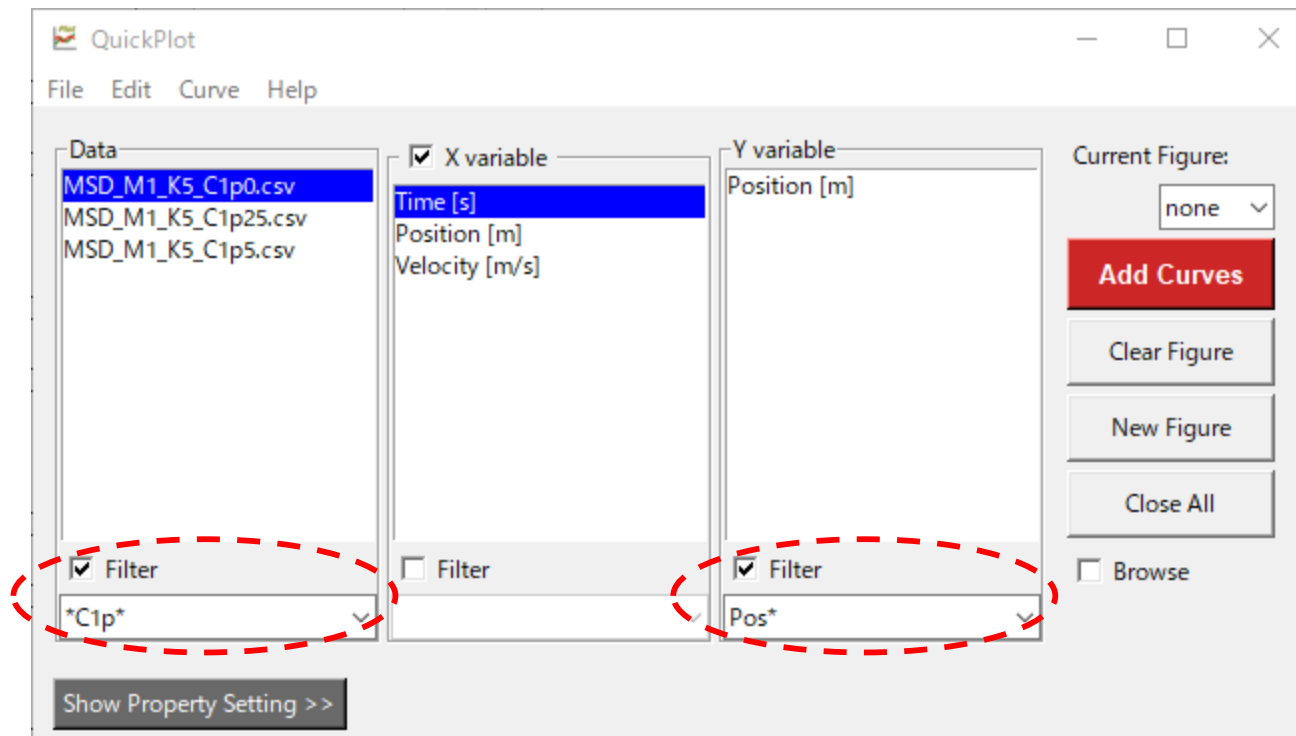 QuickPlot
File Edit Curve Help
Data
MSD_M1_K5_C1p0.csv
MSD_M1_K5_C1p25.csv
MSD_M1_K5_C1p5.csv
Filter
*C1p*
X variable
Time [s]
Position [m]
Velocity [m/s]
Filter
Y variable
Position [m]
Filter
Pos*
Current Figure:
none
Add Curves
Clear Figure
New Figure
Close All
Browse
Show Property Setting >>